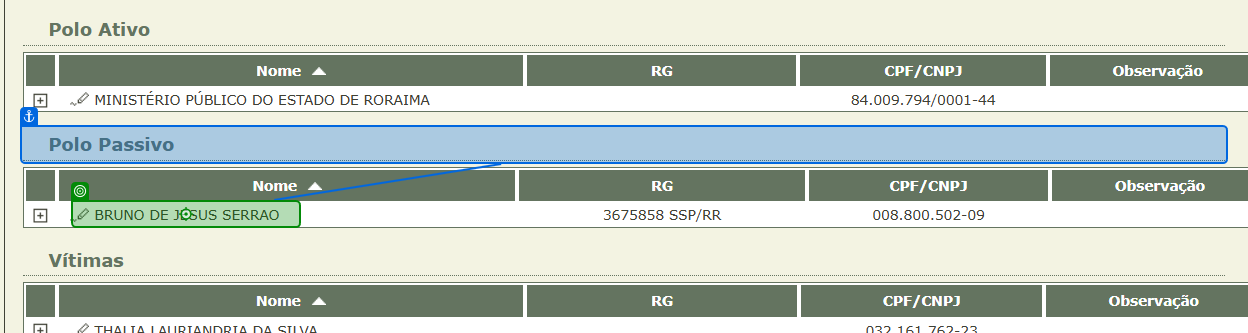 Polo Ativo
Nome RG CPF/CNPJ Observação
MINISTÉRIO PÚBLICO DO ESTADO DE RORAIMA 84.009.794/0001-44
Polo Passivo
Nome RG CPF/CNPJ Observação
BRUNO DE JESUS SERRAO 3675858 SSP/RR 008.800.502-09
Vítimas
Nome RG CPF/CNPJ Observação
THALIA LAURIANDRIA DA SILVA 032.161.762-23